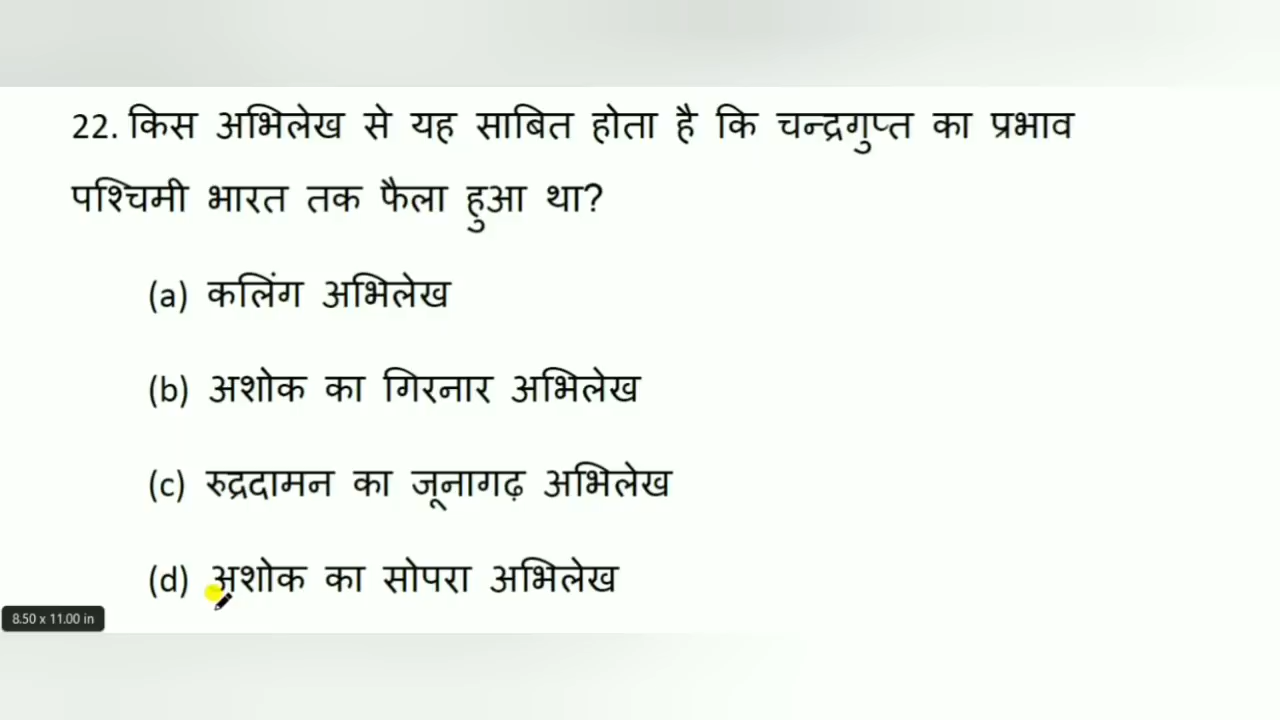 22. किस अभिलेख से यह साबित होता है कि चन्द्रगुप्त का प्रभाव
पश्चिमी भारत तक फैला हुआ था?
(a) कलिंग अभिलेख
(b) अशोक का गिरनार अभिलेख
(c) रुद्रदामन का जूनागढ़ अभिलेख
(d) अशोक का सोपरा अभिलेख
8.50 x 11.00 in